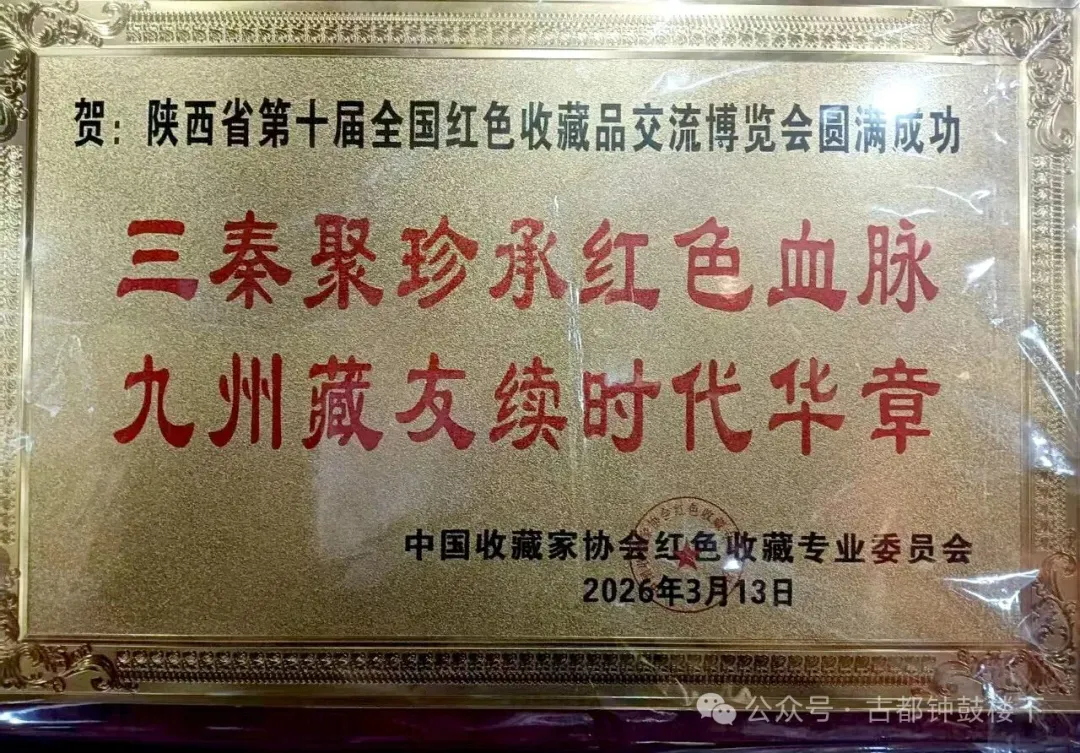 贺：陕西省第十届全国红色收藏品交流博览会圆满成功
三秦聚珍承红色血脉
九州藏友续时代华章
中国收藏家协会红色收藏专业委员会
2026年3月13日
公众号·古都钟鼓楼下